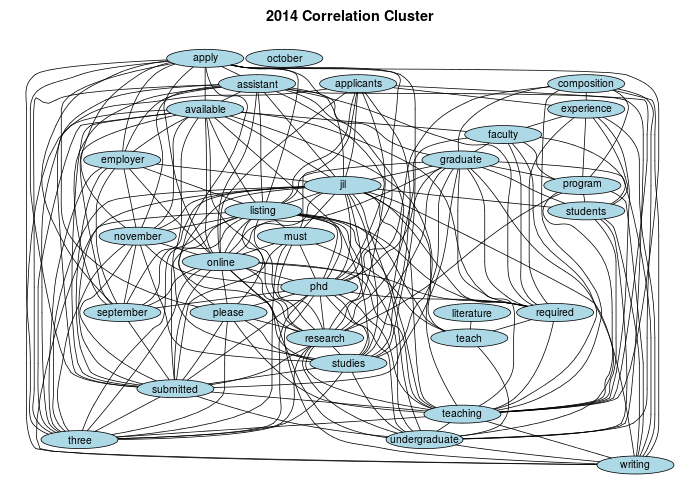 2014 Correlation Cluster
apply
october
assistant
applicants
composition
available
experience
faculty
employer
graduate
jil
program
listing
students
november
must
online
phd
september
please
literature
required
research
teach
studies
submitted
teaching
three
undergraduate
writing